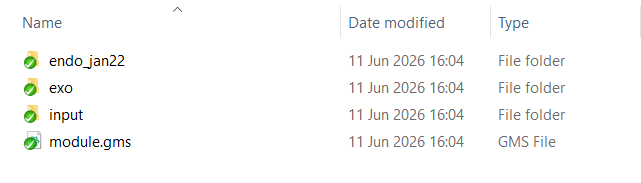 Name Date modified Type
endo_jan22 11 Jun 2026 16:04 File folder
exo 11 Jun 2026 16:04 File folder
input 11 Jun 2026 16:04 File folder
module.gms 11 Jun 2026 16:04 GMS File